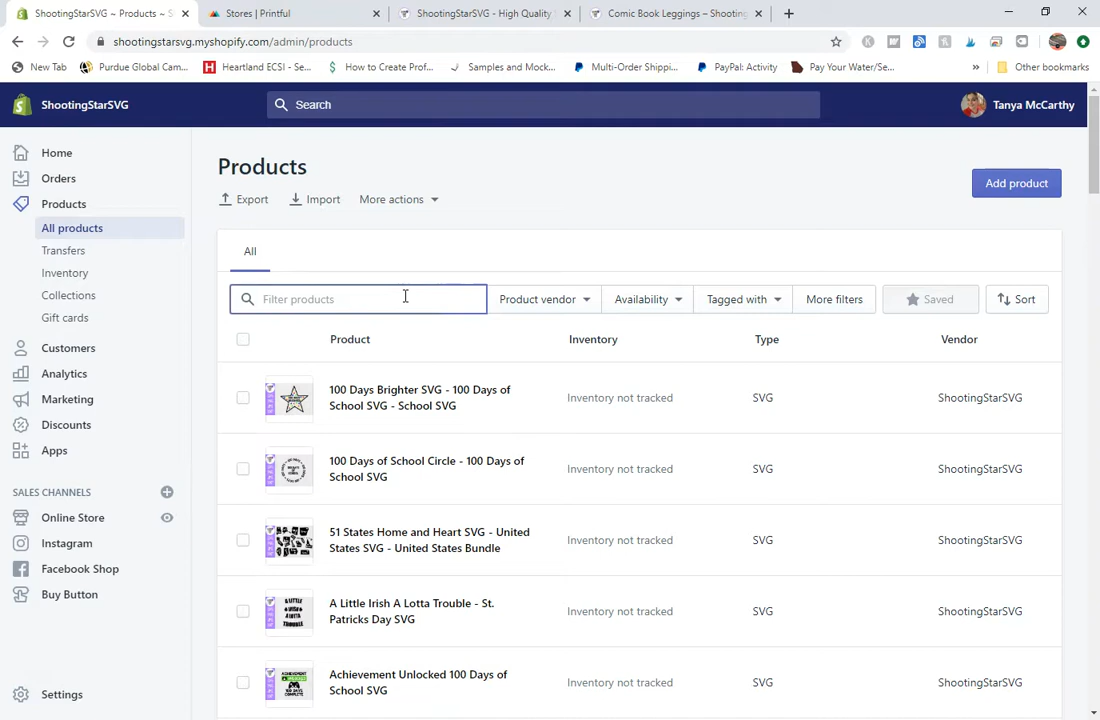 ShootingStarSVG ~ Products ~ S
Stores | Printful
ShootingStarSVG - High Quality
Comic Book Leggings – Shooting
shootingstarsvg.myshopify.com/admin/products
New Tab
Purdue Global Cam...
Heartland ECSI - Se...
How to Create Prof...
Samples and Mock...
Multi-Order Shippi...
PayPal: Activity
Pay Your Water/Se...
Other bookmarks
ShootingStarSVG
Search
Tanya McCarthy
Home
Orders
Products
All products
Transfers
Inventory
Collections
Gift cards
Customers
Analytics
Marketing
Discounts
Apps
SALES CHANNELS
Online Store
Instagram
Facebook Shop
Buy Button
Settings
Products
Export
Import
More actions
Add product
All
Filter products
Product vendor
Availability
Tagged with
More filters
Saved
Sort
Product Inventory Type Vendor
100 Days Brighter SVG - 100 Days of
School SVG - School SVG
Inventory not tracked
SVG
ShootingStarSVG
100 Days of School Circle - 100 Days of
School SVG
Inventory not tracked
SVG
ShootingStarSVG
51 States Home and Heart SVG - United
States SVG - United States Bundle
Inventory not tracked
SVG
ShootingStarSVG
A Little Irish A Lotta Trouble - St.
Patricks Day SVG
Inventory not tracked
SVG
ShootingStarSVG
Achievement Unlocked 100 Days of
School SVG
Inventory not tracked
SVG
ShootingStarSVG